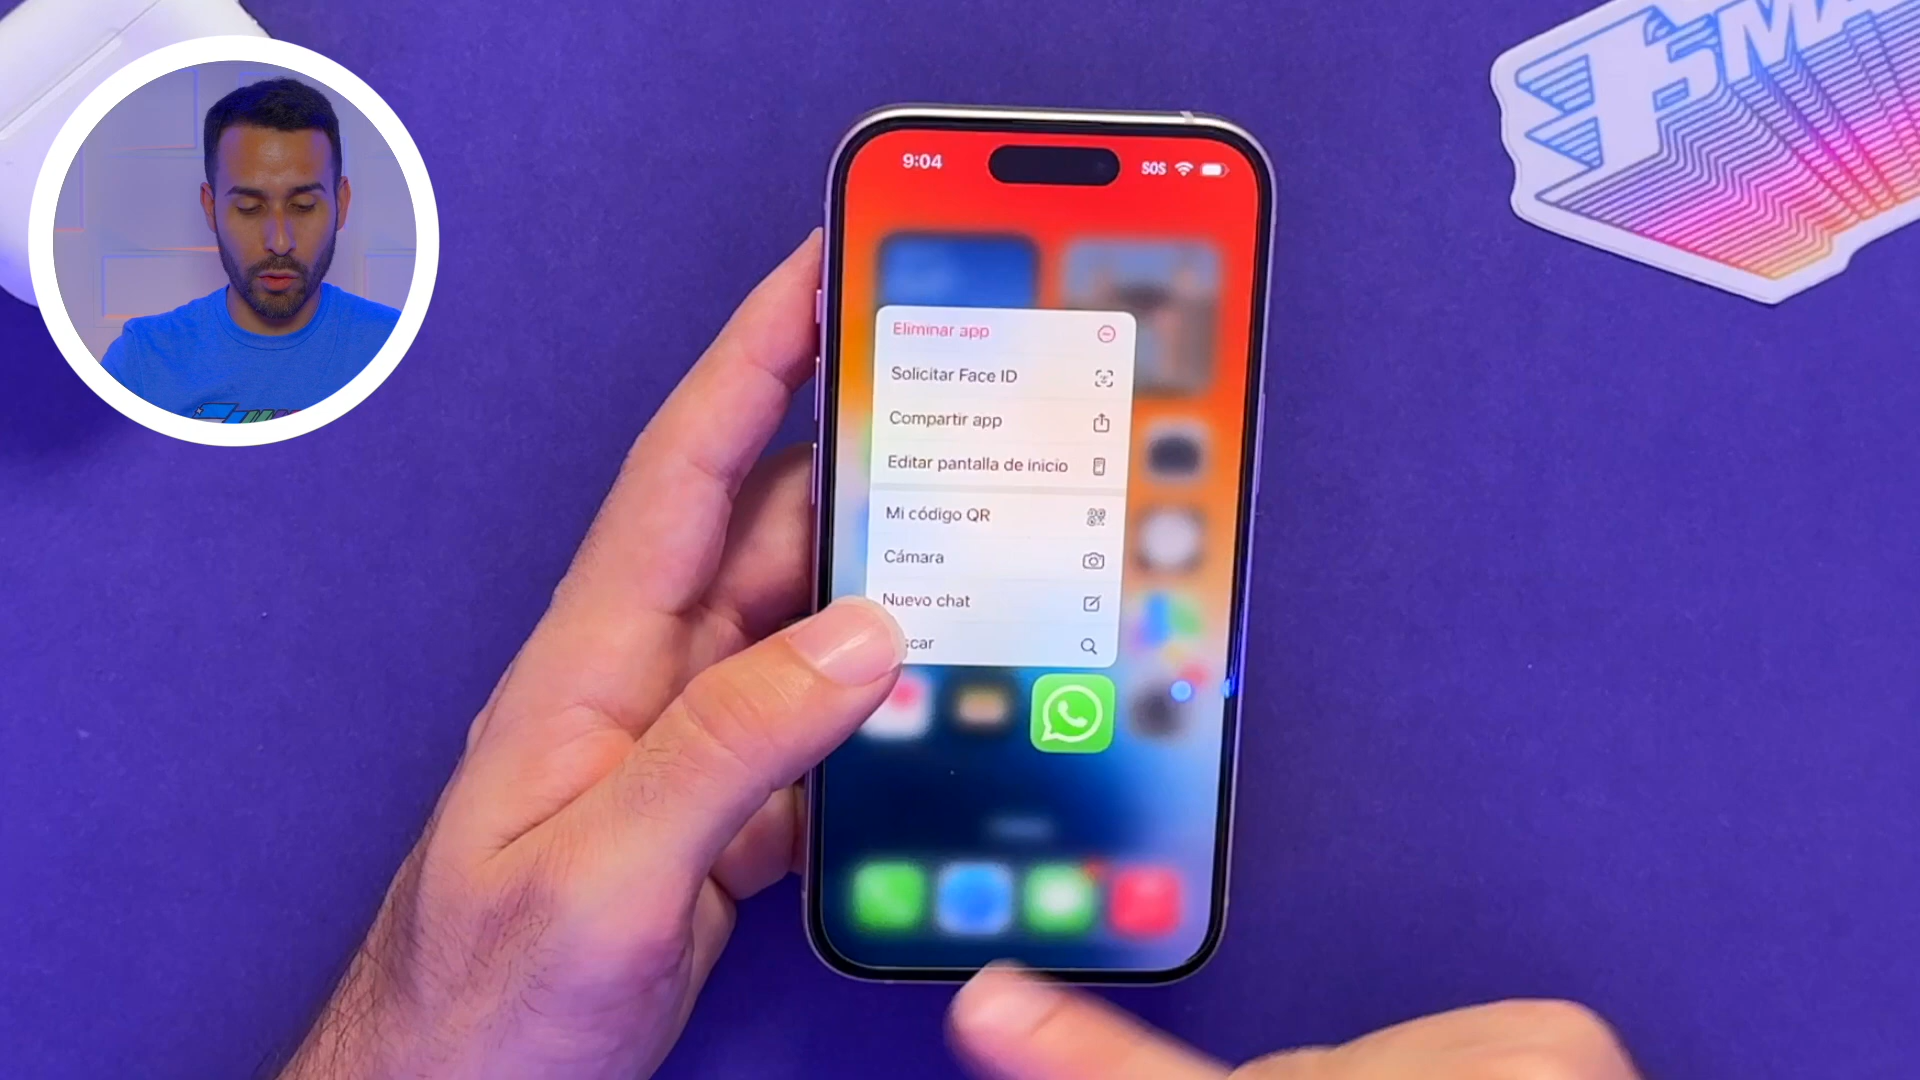 9:04
SOS
Eliminar app
Solicitar Face ID
Compartir app
Editar pantalla de inicio
Mi código QR
Cámara
Nuevo chat
scar